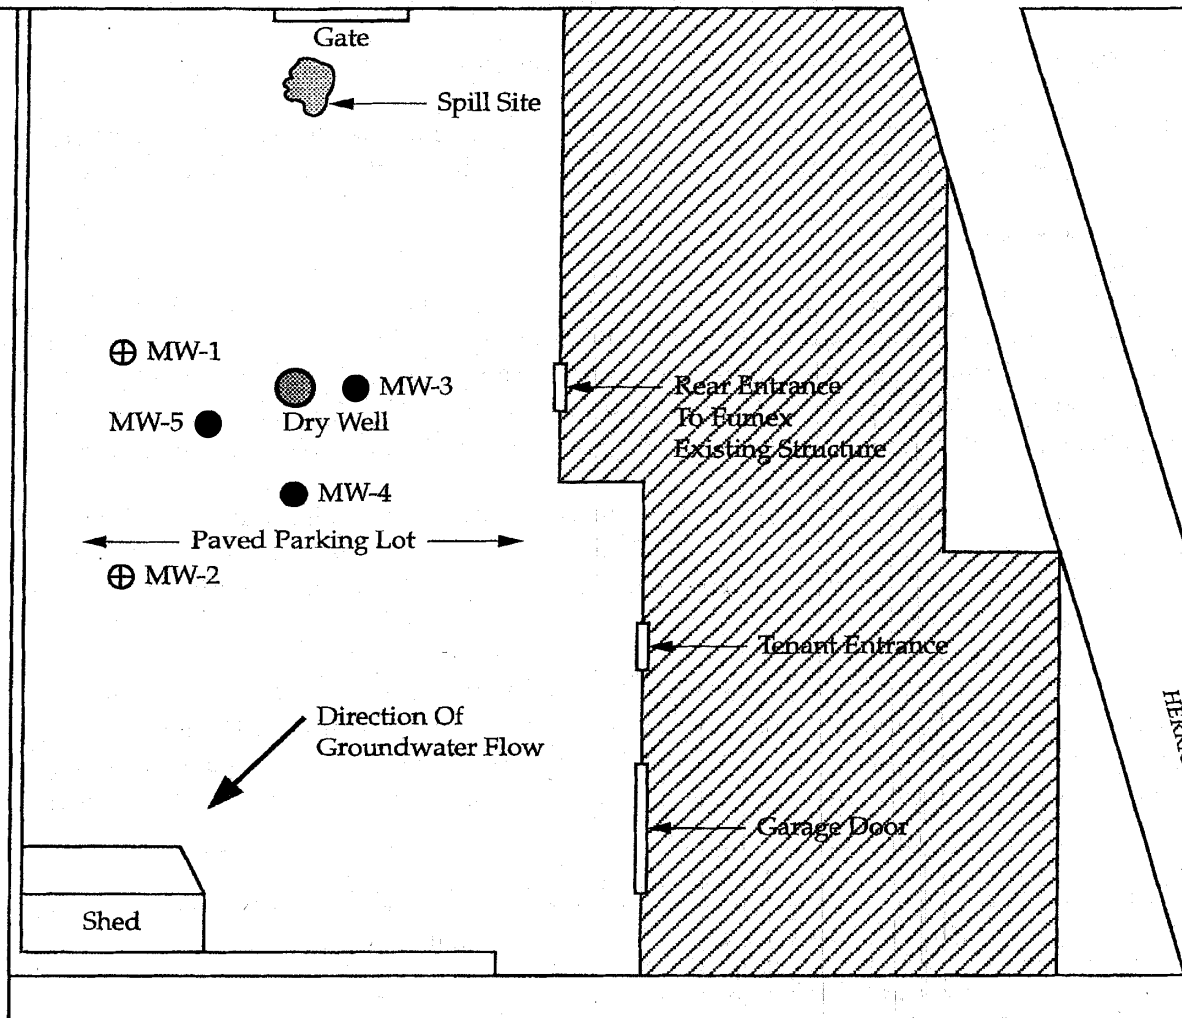 Gate
Spill Site
MW-1
MW-3
MW-5
Dry Well
Rear Entrance
To Fumex
Existing Structure
MW-4
Paved Parking Lot
MW-2
Tenant Entrance
Direction Of
Groundwater Flow
Garage Door
Shed